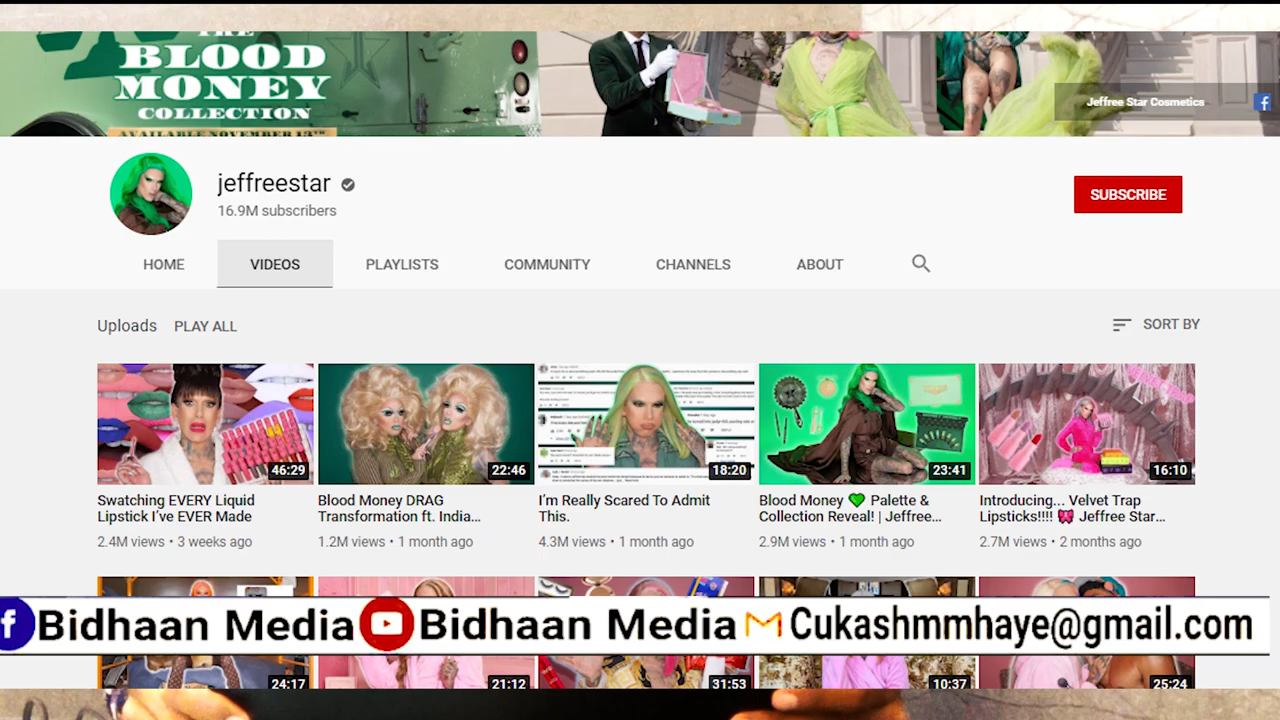 THE
BLOOD
MONEY
COLLECTION
AVAILABLE NOVEMBER 13TH
Jeffree Star Cosmetics
jeffreestar
16.9M subscribers
SUBSCRIBE
HOME VIDEOS PLAYLISTS COMMUNITY CHANNELS ABOUT
Uploads PLAY ALL SORT BY
46:29 22:46 18:20 23:41 16:10
Swatching EVERY Liquid
Lipstick I've EVER Made
2.4M views • 3 weeks ago
Blood Money DRAG
Transformation ft. India...
1.2M views • 1 month ago
I'm Really Scared To Admit
This.
4.3M views • 1 month ago
Blood Money 💚 Palette &
Collection Reveal! | Jeffree...
2.9M views • 1 month ago
Introducing... Velvet Trap
Lipsticks!!!! 🎀 Jeffree Star...
2.7M views • 2 months ago
Bidhaan Media Bidhaan Media Cukashmmhaye@gmail.com
24:17 21:12 31:53 10:37 25:24